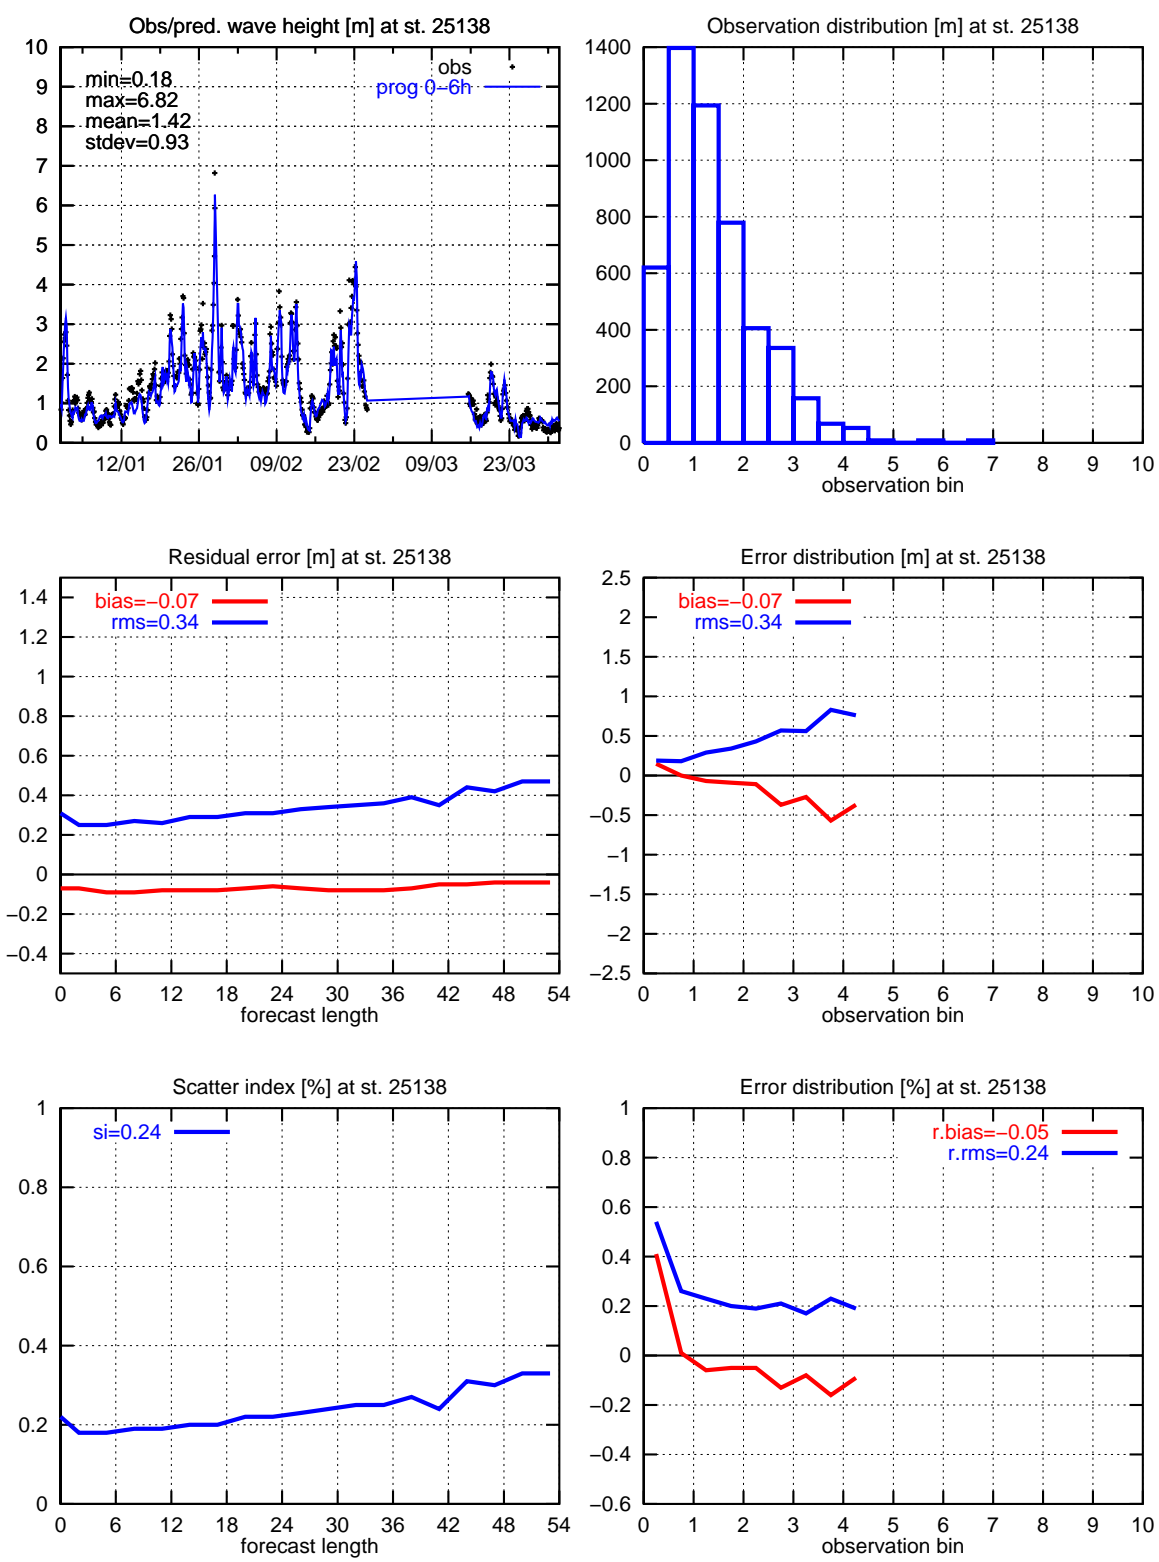 Obs/pred. wave height [m] at st. 25138
10
9
8
7
6
5
4
3
2
1
0
min=0.18
max=6.82
mean=1.42
stdev=0.93
obs
prog 0−6h
12/01 26/01 09/02 23/02 09/03 23/03
Observation distribution [m] at st. 25138
1400
1200
1000
800
600
400
200
0
0 1 2 3 4 5 6 7 8 9 10
observation bin
Residual error [m] at st. 25138
1.4
1.2
1
0.8
0.6
0.4
0.2
0
−0.2
−0.4
bias=−0.07
rms=0.34
0 6 12 18 24 30 36 42 48 54
forecast length
Error distribution [m] at st. 25138
2.5
2
1.5
1
0.5
0
−0.5
−1
−1.5
−2
−2.5
bias=−0.07
rms=0.34
0 1 2 3 4 5 6 7 8 9 10
observation bin
Scatter index [%] at st. 25138
1
0.8
0.6
0.4
0.2
0
si=0.24
0 6 12 18 24 30 36 42 48 54
forecast length
Error distribution [%] at st. 25138
1
0.8
0.6
0.4
0.2
0
−0.2
−0.4
−0.6
r.bias=−0.05
r.rms=0.24
0 1 2 3 4 5 6 7 8 9 10
observation bin